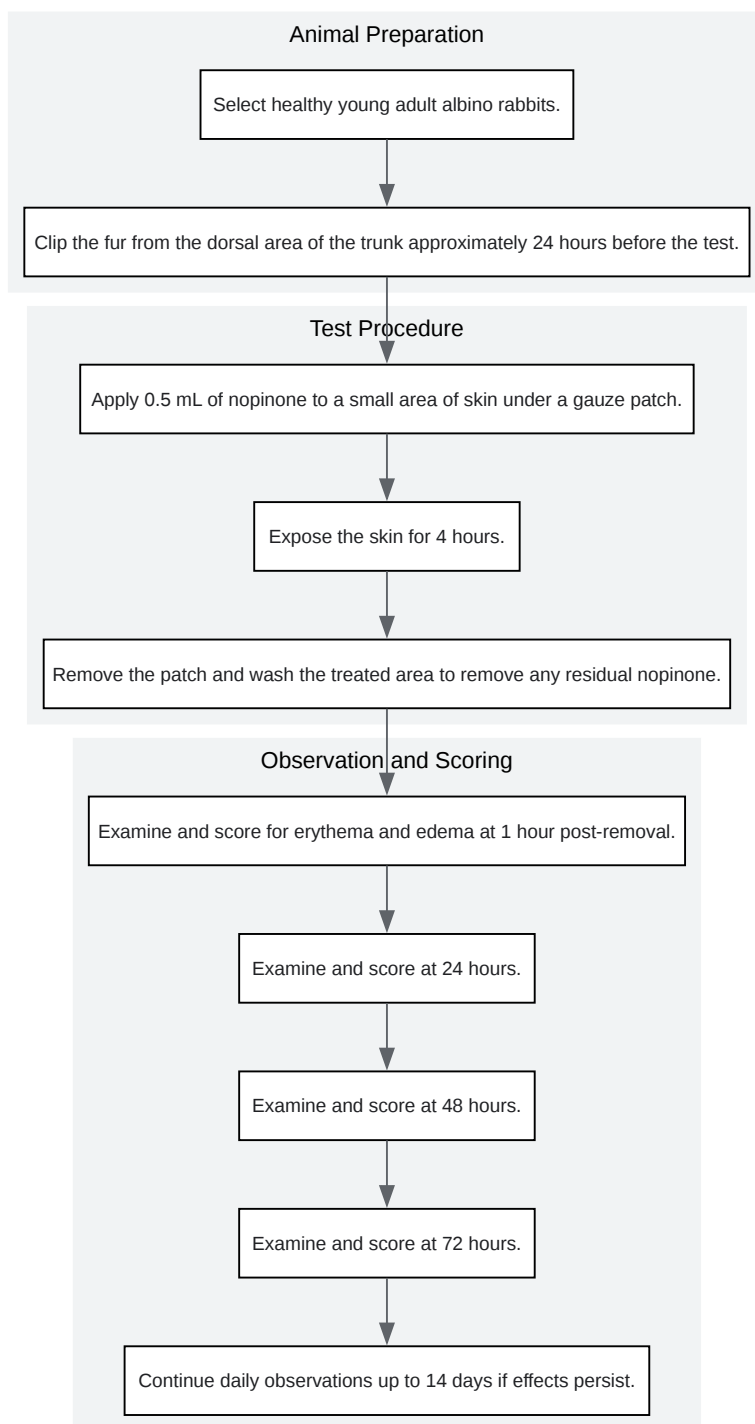 Animal Preparation
Select healthy young adult albino rabbits.
Clip the fur from the dorsal area of the trunk approximately 24 hours before the test.
Test Procedure
Apply 0.5 mL of nopinone to a small area of skin under a gauze patch.
Expose the skin for 4 hours.
Remove the patch and wash the treated area to remove any residual nopinone.
Observation and Scoring
Examine and score for erythema and edema at 1 hour post-removal.
Examine and score at 24 hours.
Examine and score at 48 hours.
Examine and score at 72 hours.
Continue daily observations up to 14 days if effects persist.